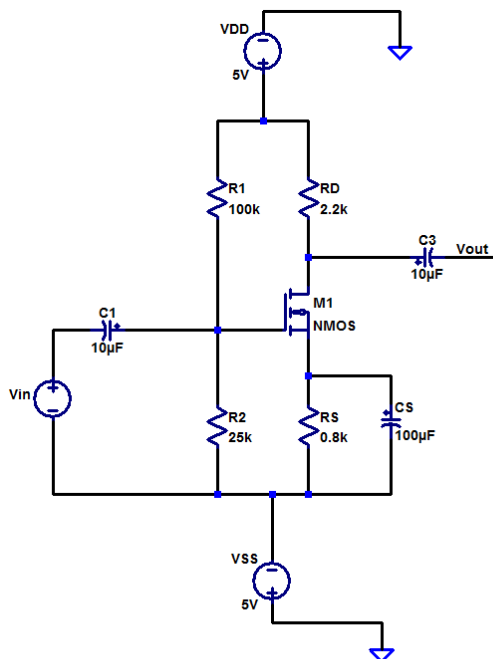 VDD
5V
R1
100k
RD
2.2k
C3
10µF
Vout
M1
NMOS
C1
10µF
Vin
R2
25k
RS
0.8k
CS
100µF
VSS
5V